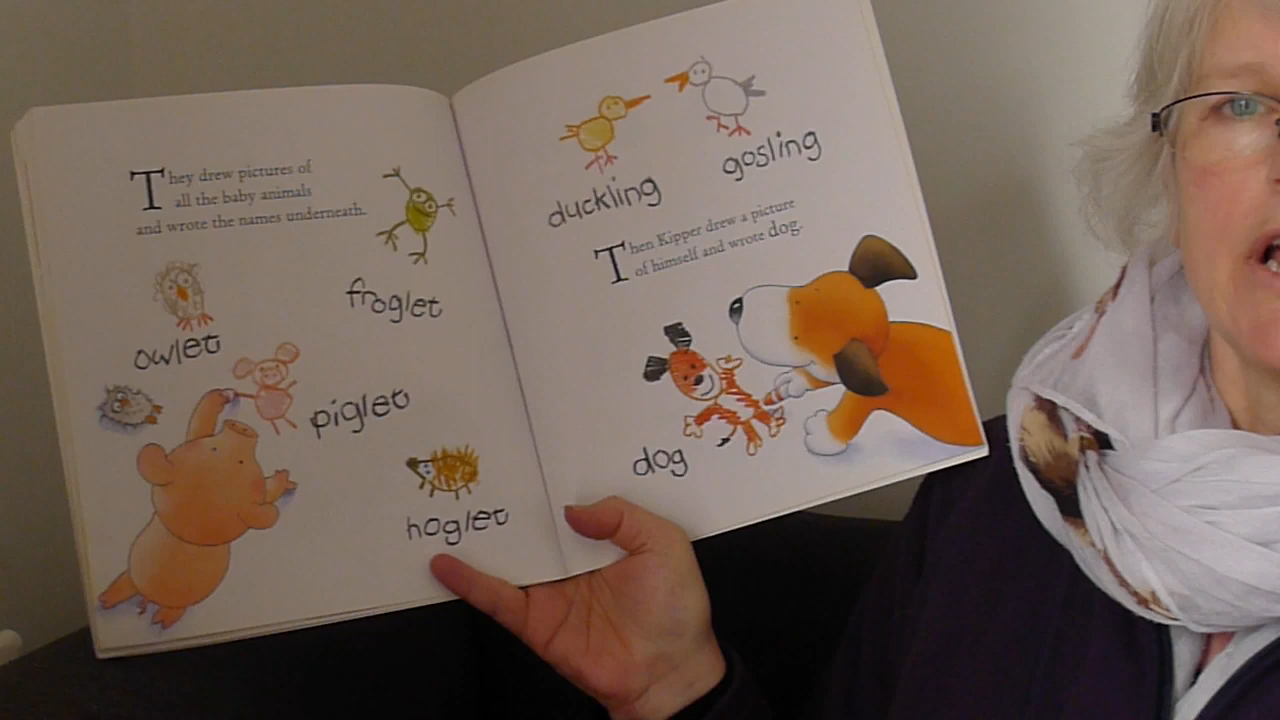 They drew pictures of
all the baby animals
and wrote the names underneath.
froglet
owlet
piglet
hoglet
duckling
gosling
Then Kipper drew a picture
of himself and wrote dog.
dog